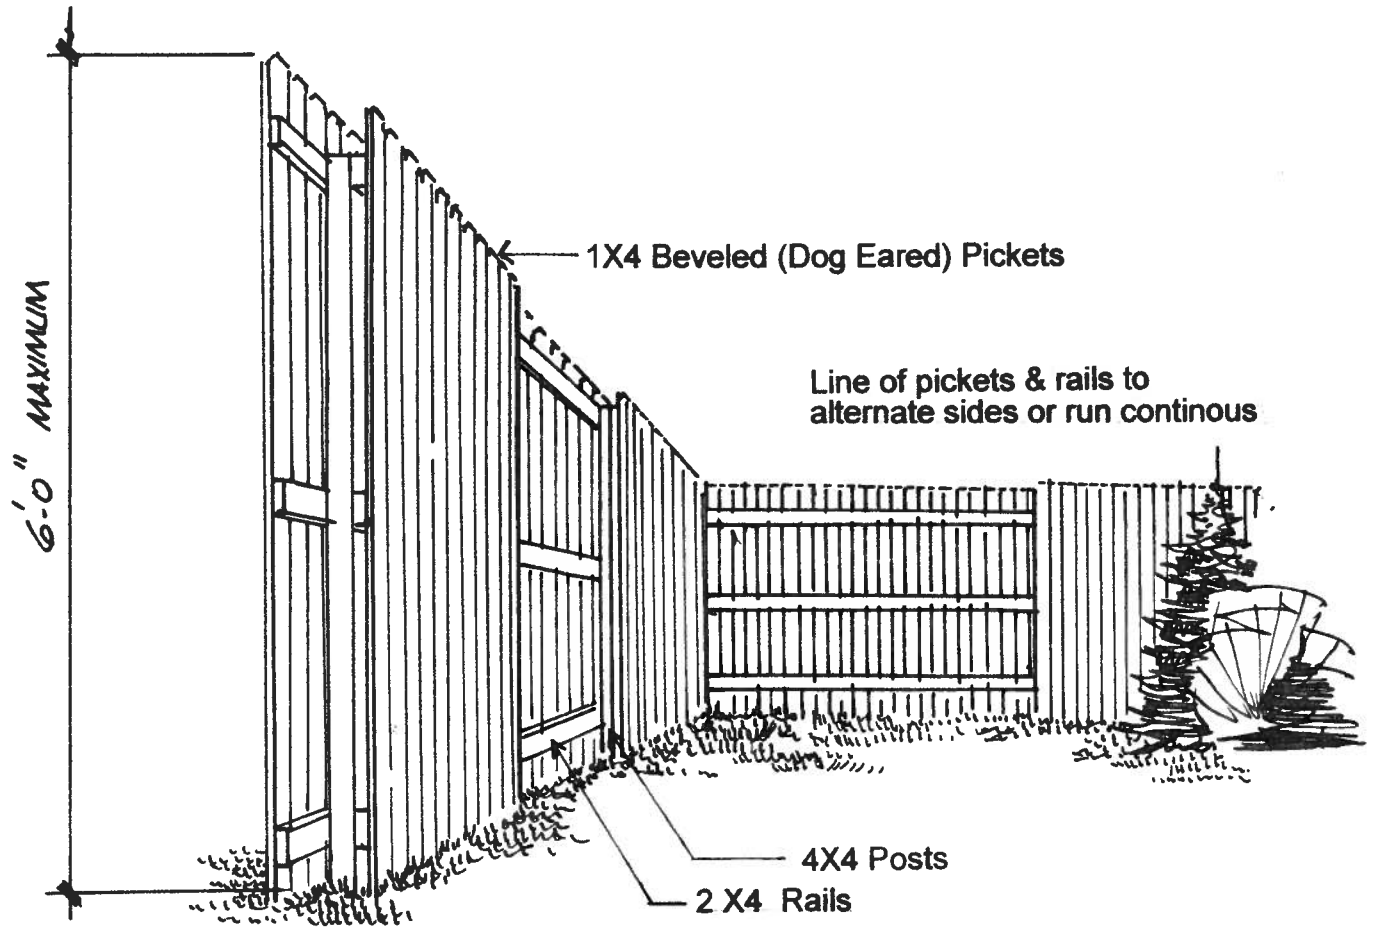 6'-0" MAXIMUM
1X4 Beveled (Dog Eared) Pickets
Line of pickets & rails to
alternate sides or run continous
4X4 Posts
2 X4 Rails